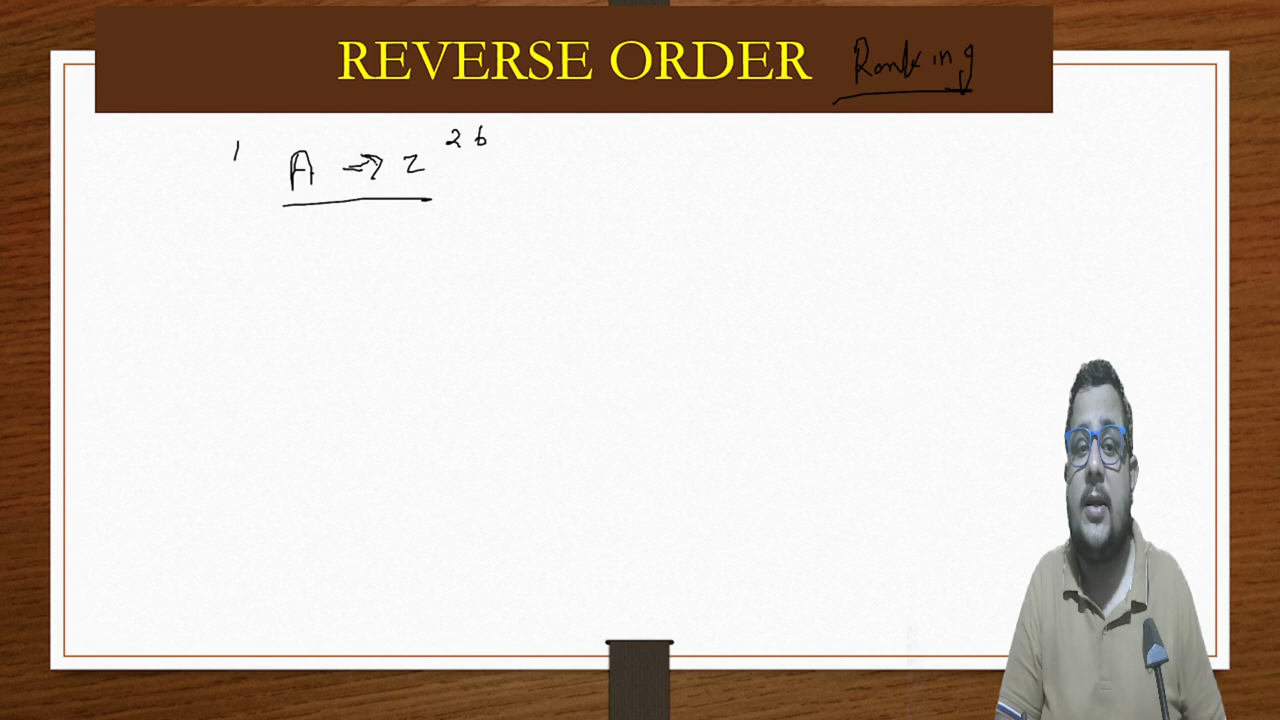 REVERSE ORDER Ranking
1 A → Z 26